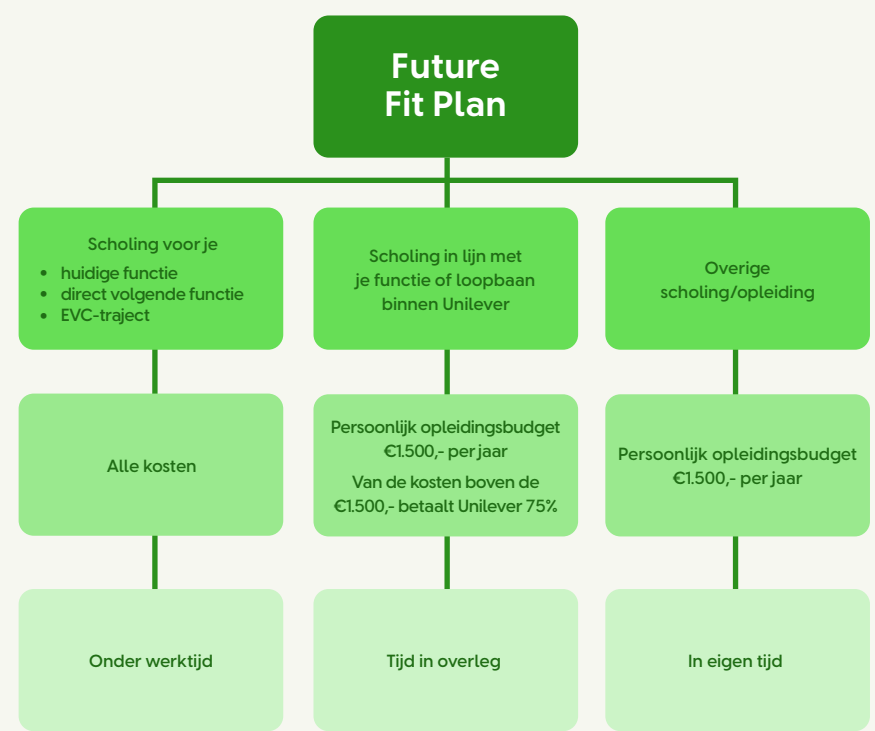 Future
Fit Plan
Scholing voor je
• huidige functie
• direct volgende functie
• EVC-traject
Scholing in lijn met
je functie of loopbaan
binnen Unilever
Overige
scholing/opleiding
Alle kosten
Persoonlijk opleidingsbudget
€1.500,- per jaar
Van de kosten boven de
€1.500,- betaalt Unilever 75%
Persoonlijk opleidingsbudget
€1.500,- per jaar
Onder werktijd
Tijd in overleg
In eigen tijd